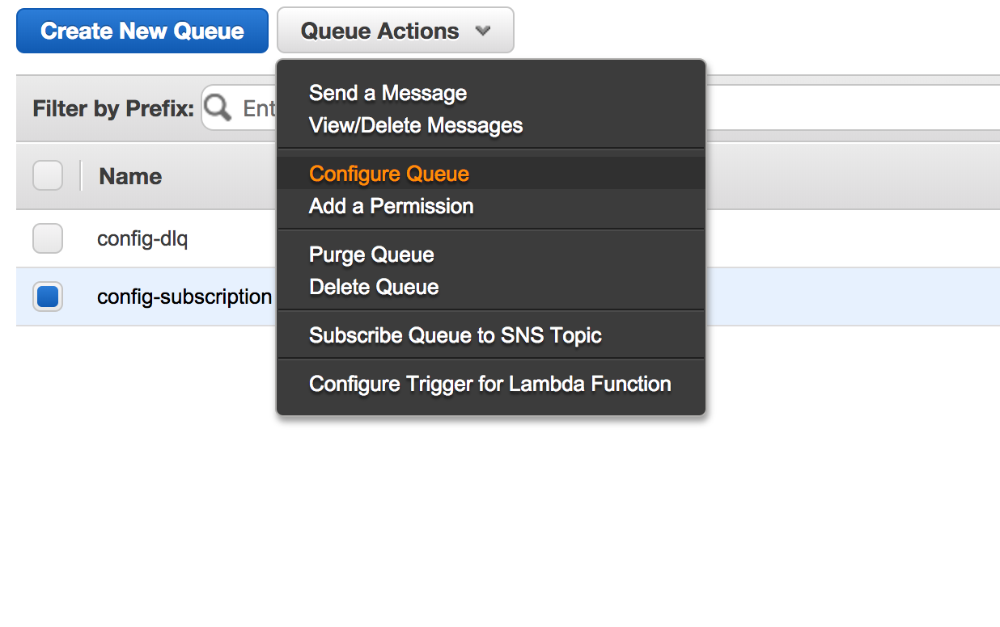 Create New Queue
Queue Actions
Send a Message
View/Delete Messages
Configure Queue
Add a Permission
Purge Queue
Delete Queue
Subscribe Queue to SNS Topic
Configure Trigger for Lambda Function
Filter by Prefix: Ent
Name
config-dlq
config-subscription